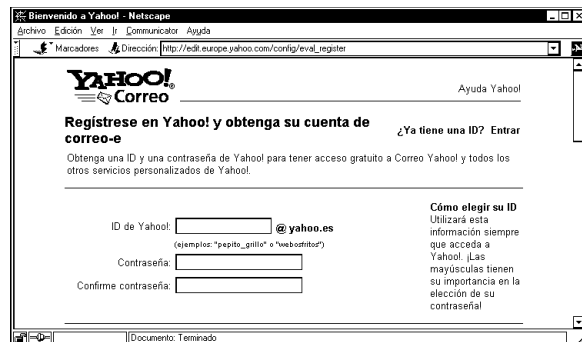 Bienvenido a Yahoo! - Netscape
Archivo Edición Ver Ir Communicator Ayuda
Marcadores Dirección: http://edit.europe.yahoo.com/config/eval_register
YAHOO!
Correo
Ayuda Yahoo!
Regístrese en Yahoo! y obtenga su cuenta de
correo-e
¿Ya tiene una ID? Entrar
Obtenga una ID y una contraseña de Yahoo! para tener acceso gratuito a Correo Yahoo! y todos los
otros servicios personalizados de Yahoo!.
ID de Yahoo!: @ yahoo.es
(ejemplos: "pepito_grillo" o "webosfritos")
Contraseña:
Confirme contraseña:
Cómo elegir su ID
Utilizará esta
información siempre
que acceda a
Yahoo!. ¡Las
mayúsculas tienen
su importancia en la
elección de su
contraseña!
Documento: Terminado